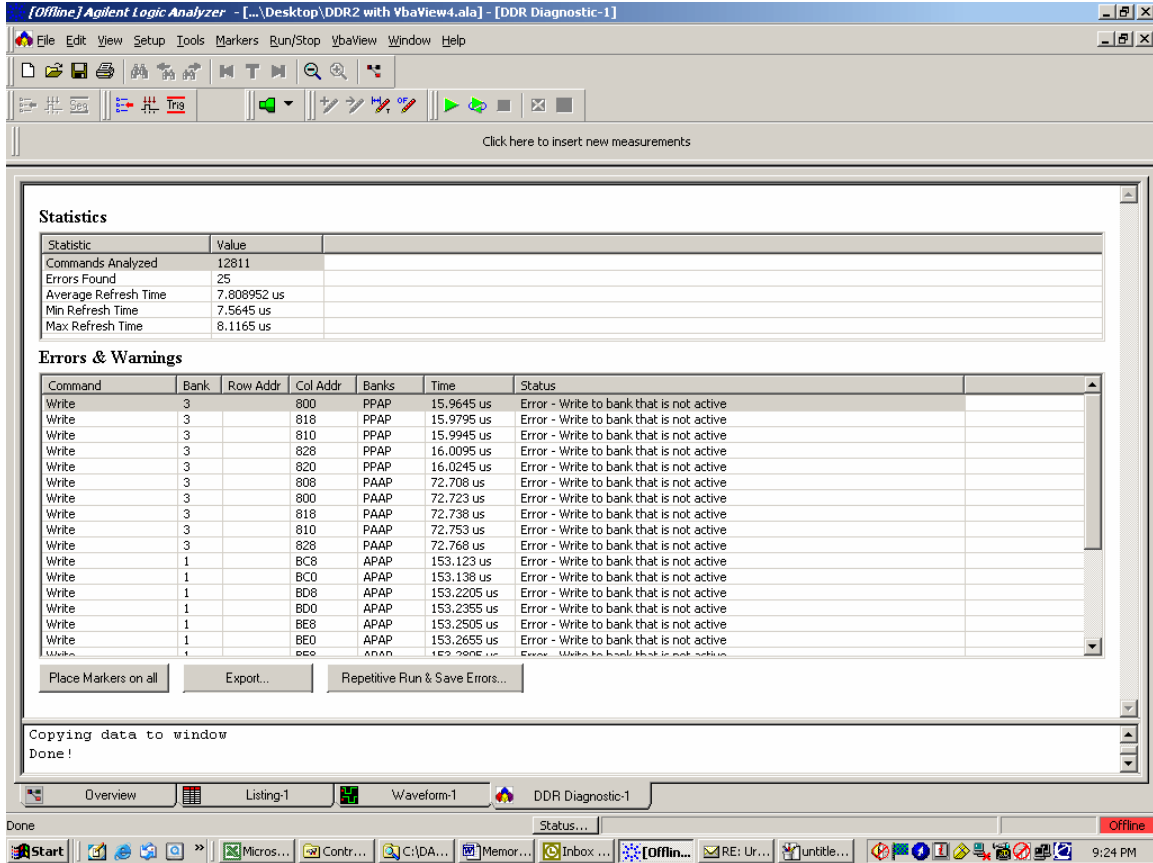 [Offline] Agilent Logic Analyzer - [...\Desktop\DDR2 with VbaView4.ala] - [DDR Diagnostic-1]
File Edit View Setup Tools Markers Run/Stop VbaView Window Help
Seq Trig
Click here to insert new measurements
Statistics
Statistic Value
Commands Analyzed 12811
Errors Found 25
Average Refresh Time 7.808952 us
Min Refresh Time 7.5645 us
Max Refresh Time 8.1165 us
Errors & Warnings
Command Bank Row Addr Col Addr Banks Time Status
Write 3 800 PPAP 15.9645 us Error - Write to bank that is not active
Write 3 818 PPAP 15.9795 us Error - Write to bank that is not active
Write 3 810 PPAP 15.9945 us Error - Write to bank that is not active
Write 3 828 PPAP 16.0095 us Error - Write to bank that is not active
Write 3 820 PPAP 16.0245 us Error - Write to bank that is not active
Write 3 808 PAAP 72.708 us Error - Write to bank that is not active
Write 3 800 PAAP 72.723 us Error - Write to bank that is not active
Write 3 818 PAAP 72.738 us Error - Write to bank that is not active
Write 3 810 PAAP 72.753 us Error - Write to bank that is not active
Write 3 828 PAAP 72.768 us Error - Write to bank that is not active
Write 1 BC8 APAP 153.123 us Error - Write to bank that is not active
Write 1 BC0 APAP 153.138 us Error - Write to bank that is not active
Write 1 BD8 APAP 153.2205 us Error - Write to bank that is not active
Write 1 BD0 APAP 153.2355 us Error - Write to bank that is not active
Write 1 BE8 APAP 153.2505 us Error - Write to bank that is not active
Write 1 BE0 APAP 153.2655 us Error - Write to bank that is not active
Write 1 APAP 153.2805 us Error - Write to bank that is not active
Place Markers on all Export... Repetitive Run & Save Errors...
Copying data to window
Done!
Overview Listing-1 Waveform-1 DDR Diagnostic-1
Done Status... Offline
Start » Micros... Contr... C:\DA... Memor... Inbox ... [Offlin... RE: Ur... untitle... 9:24 PM